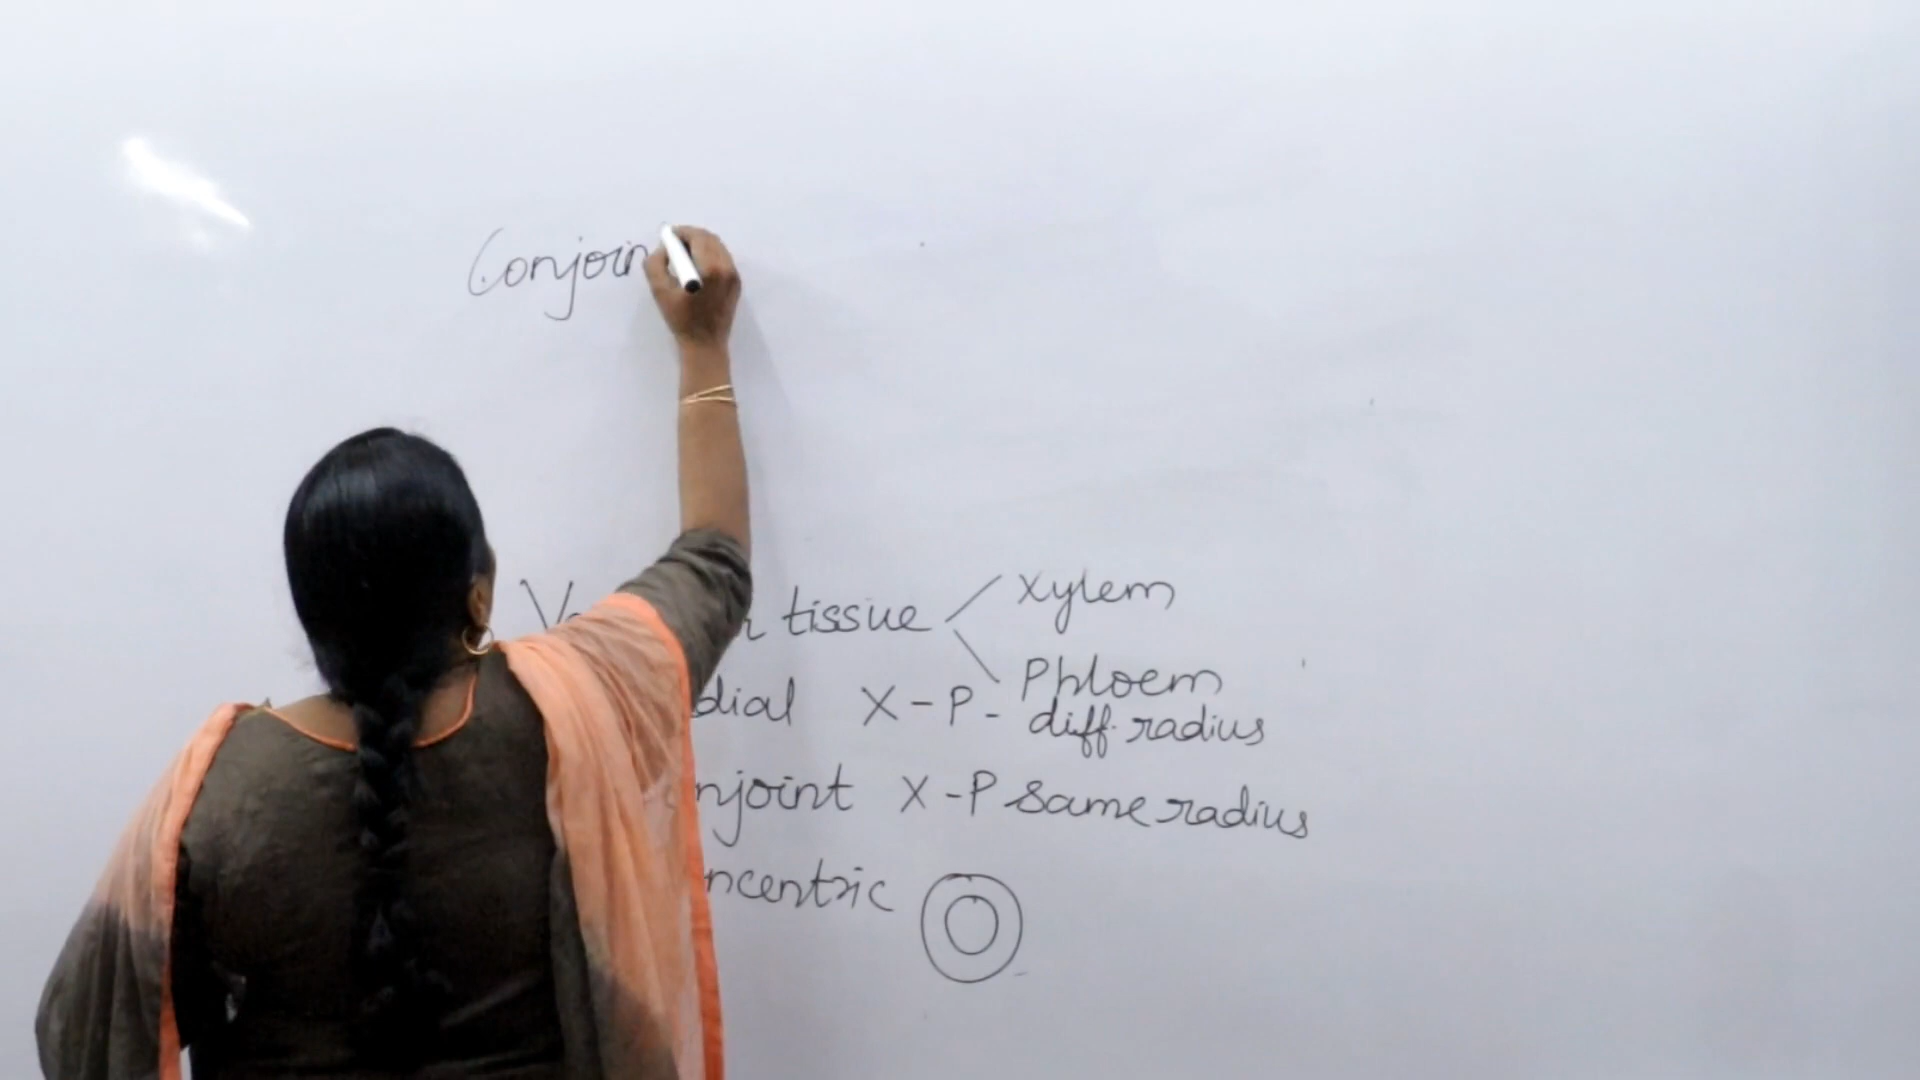 Conjoin
tissue
Xylem
Phloem
dial X - P - diff. radius
njoint X - P same radius
ncentric